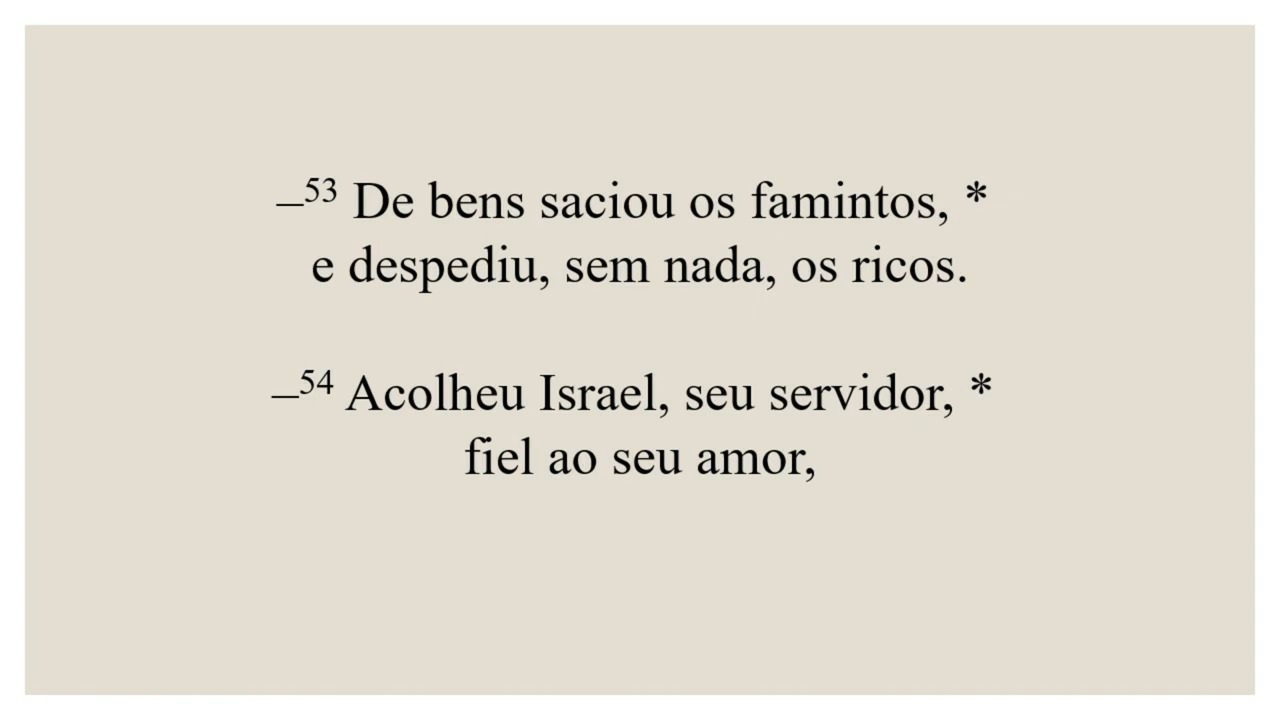 –53 De bens saciou os famintos, *
e despediu, sem nada, os ricos.
–54 Acolheu Israel, seu servidor, *
fiel ao seu amor,